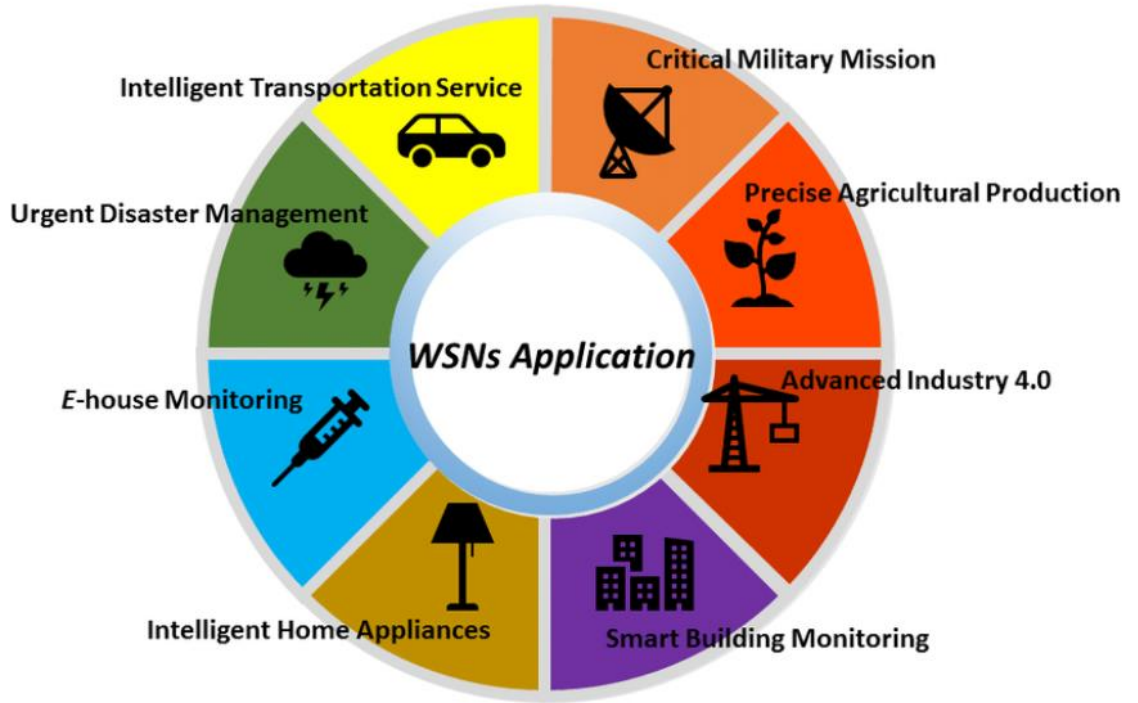 Critical Military Mission
Intelligent Transportation Service
Precise Agricultural Production
Urgent Disaster Management
WSNs Application
Advanced Industry 4.0
E-house Monitoring
Intelligent Home Appliances
Smart Building Monitoring